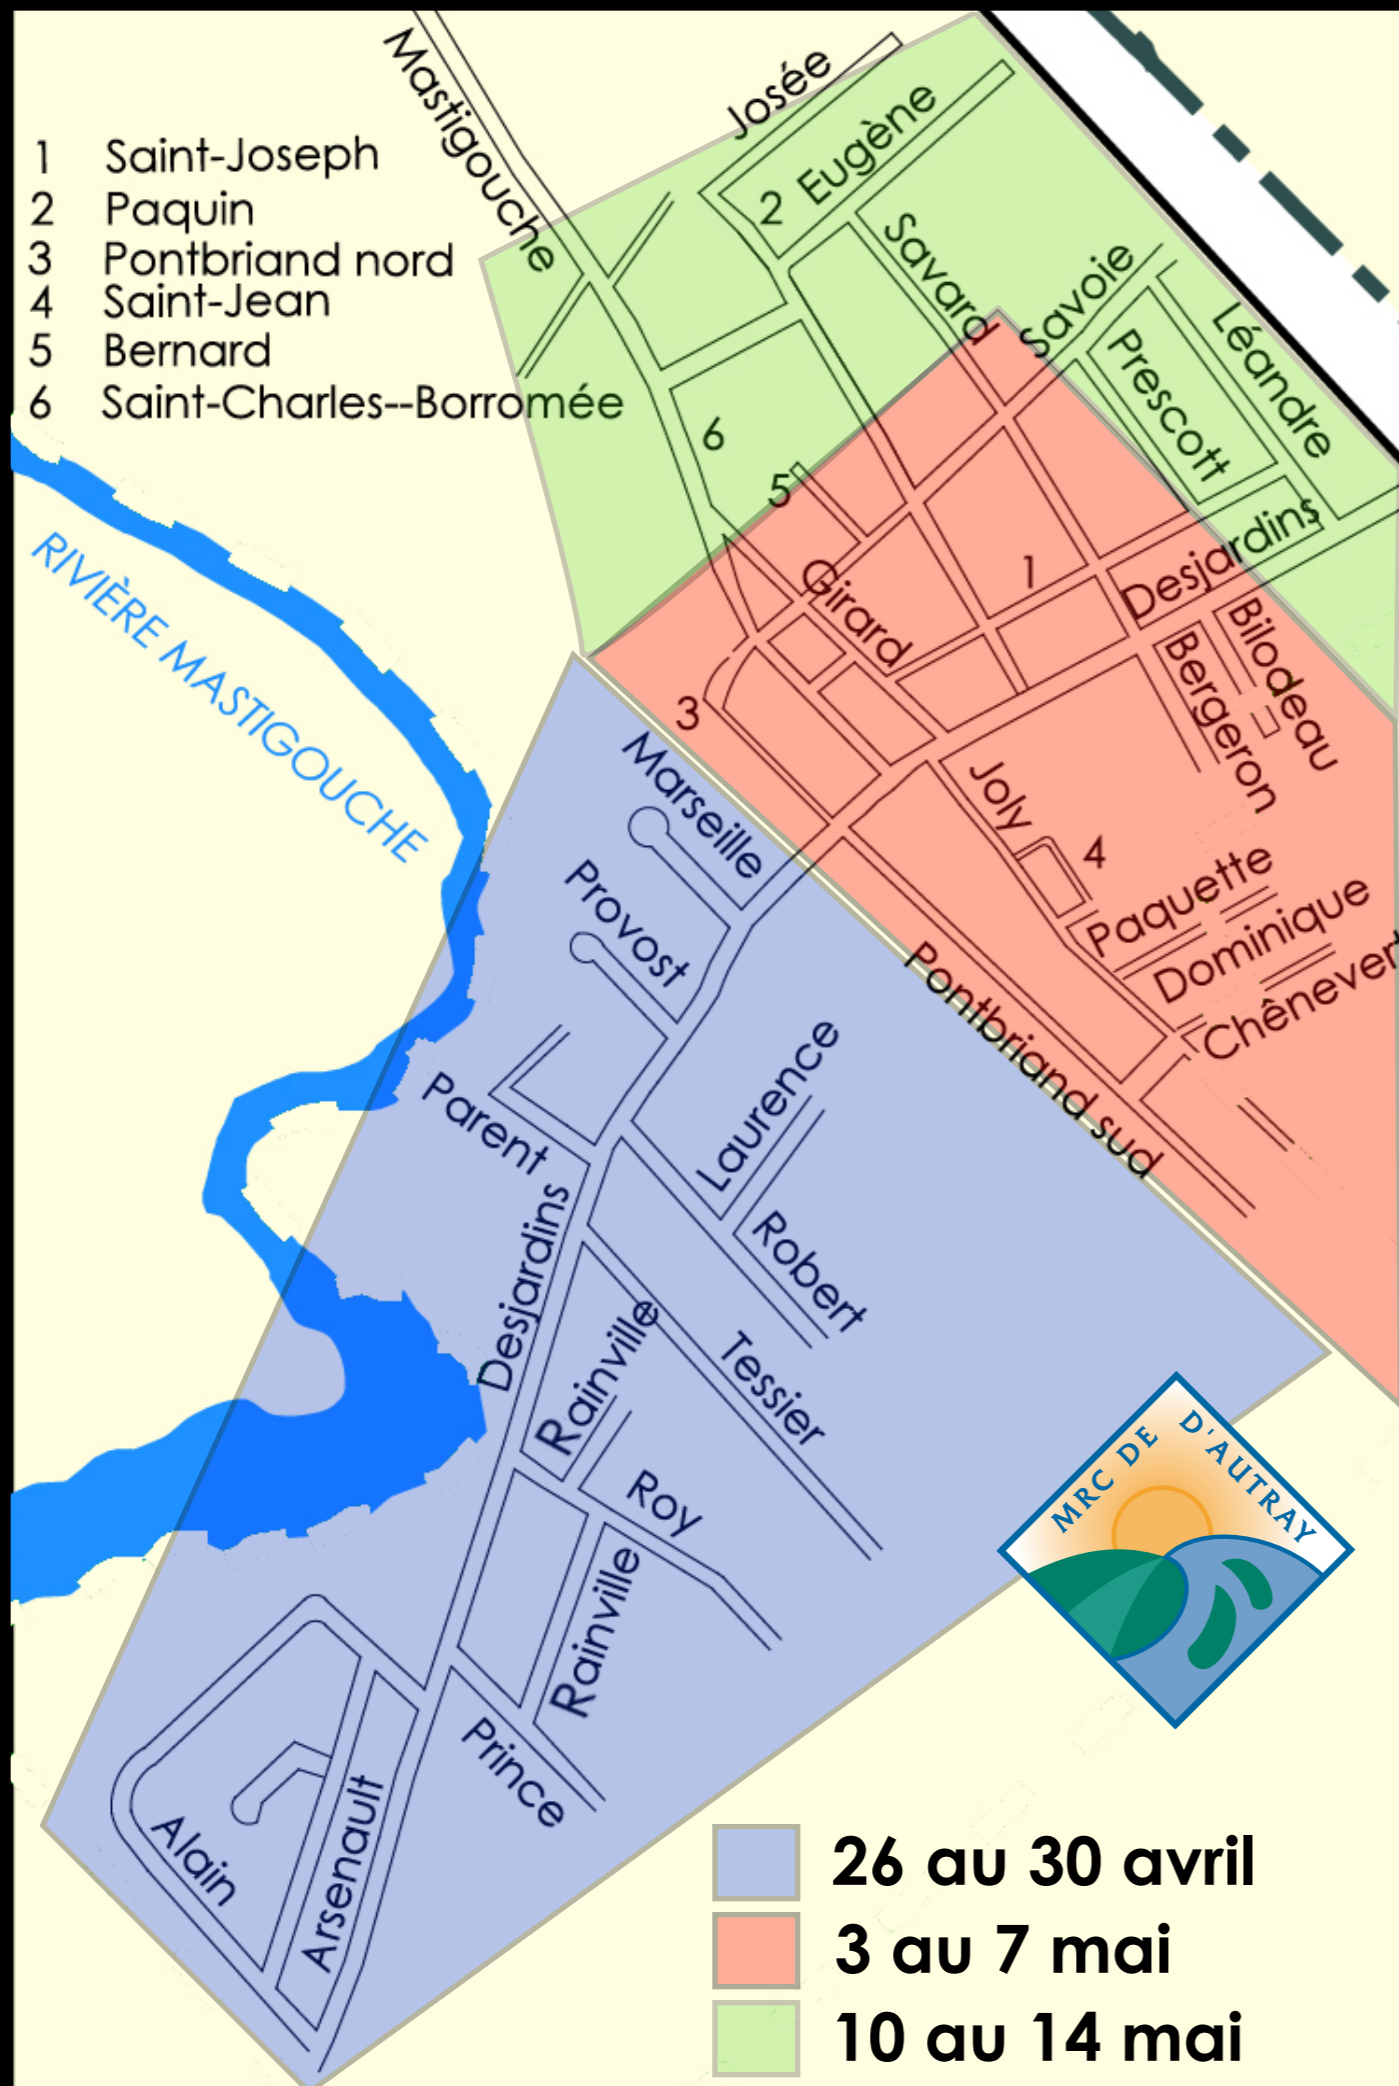 1 Saint-Joseph
2 Paquin
3 Pontbriand nord
4 Saint-Jean
5 Bernard
6 Saint-Charles--Borromée
Mastigouche
Josée
2
Eugène
Savard
Savoie
Léandre
Prescott
6
5
Girard
1
Desjardins
Bilodeau
Bergeron
3
RIVIÈRE MASTIGOUCHE
Marseille
Joly
4
Paquette
Dominique
Chênevert
Provost
Pontbriand sud
Parent
Laurence
Robert
Desjardins
Rainville
Tessier
Roy
Rainville
Prince
Alain
Arsenault
MRC DE D'AUTRAY
26 au 30 avril
3 au 7 mai
10 au 14 mai